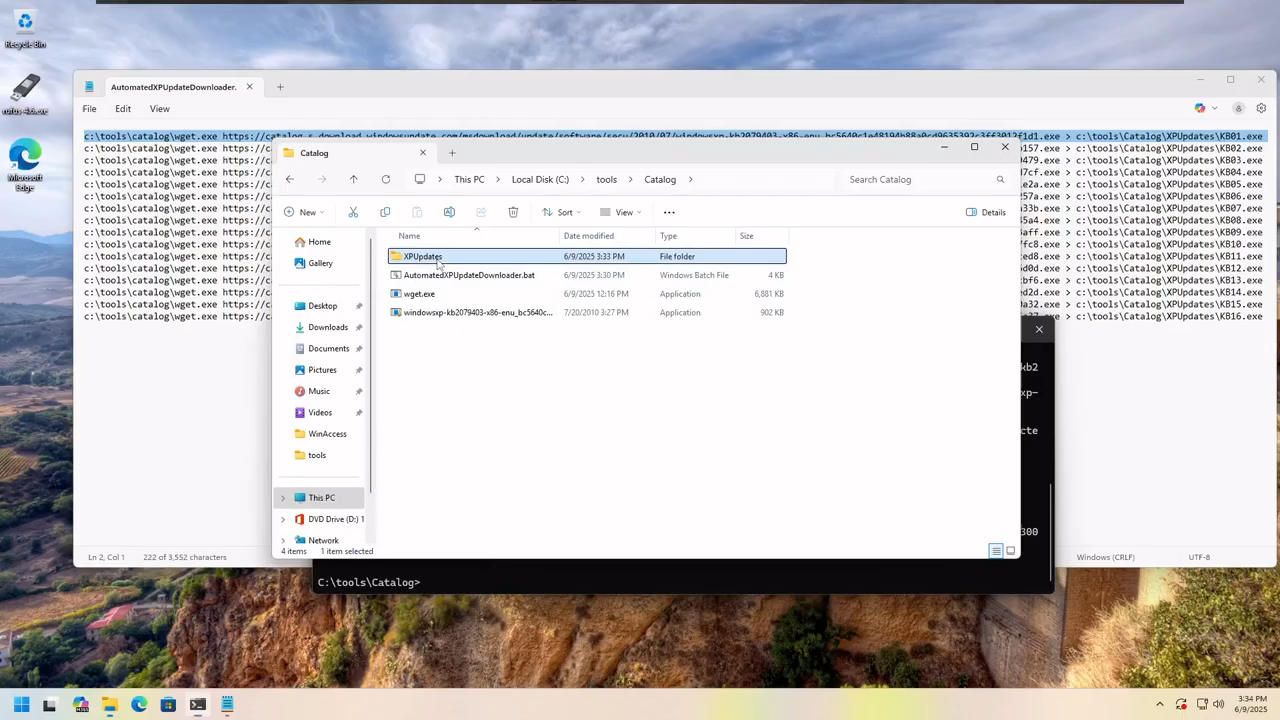 Recycle Bin
rufus-4.6.exe
Microsoft
Edge
AutomatedXPUpdateDownloader.
File Edit View
c:\tools\catalog\wget.exe https://catalog.s.download.windowsupdate.com/msdownload/update/software/secu/2010/07/windowsxp-kb2079403-x86-enu_bc5640c1e48194b88a0cd9635392c3ff3012f1d1.exe > c:\tools\Catalog\XPUpdates\KB01.exe
c:\tools\catalog\wget.exe https://c 157.exe > c:\tools\Catalog\XPUpdates\KB02.exe
c:\tools\catalog\wget.exe https://c 479.exe > c:\tools\Catalog\XPUpdates\KB03.exe
c:\tools\catalog\wget.exe https://c 7cf.exe > c:\tools\Catalog\XPUpdates\KB04.exe
c:\tools\catalog\wget.exe https://c e2a.exe > c:\tools\Catalog\XPUpdates\KB05.exe
c:\tools\catalog\wget.exe https://c 57a.exe > c:\tools\Catalog\XPUpdates\KB06.exe
c:\tools\catalog\wget.exe https://c 33b.exe > c:\tools\Catalog\XPUpdates\KB07.exe
c:\tools\catalog\wget.exe https://c 5a4.exe > c:\tools\Catalog\XPUpdates\KB08.exe
c:\tools\catalog\wget.exe https://c aff.exe > c:\tools\Catalog\XPUpdates\KB09.exe
c:\tools\catalog\wget.exe https://c fc8.exe > c:\tools\Catalog\XPUpdates\KB10.exe
c:\tools\catalog\wget.exe https://c .exe > c:\tools\Catalog\XPUpdates\KB11.exe
c:\tools\catalog\wget.exe https://c d33.exe > c:\tools\Catalog\XPUpdates\KB12.exe
c:\tools\catalog\wget.exe https://c bf6.exe > c:\tools\Catalog\XPUpdates\KB13.exe
c:\tools\catalog\wget.exe https://c .exe > c:\tools\Catalog\XPUpdates\KB14.exe
c:\tools\catalog\wget.exe https://c a32.exe > c:\tools\Catalog\XPUpdates\KB15.exe
c:\tools\catalog\wget.exe https://c .exe > c:\tools\Catalog\XPUpdates\KB16.exe
Catalog
This PC > Local Disk (C:) > tools > Catalog >
Search Catalog
New Sort View Details
Name Date modified Type Size
XPUpdates 6/9/2025 3:33 PM File folder
AutomatedXPUpdateDownloader.bat 6/9/2025 3:30 PM Windows Batch File 4 KB
wget.exe 6/9/2025 12:16 PM Application 6,881 KB
windowsxp-kb2079403-x86-enu_bc5640c... 7/20/2010 3:27 PM Application 902 KB
Home
Gallery
Desktop
Downloads
Documents
Pictures
Music
Videos
WinAccess
tools
This PC
DVD Drive (D:) 1
Network
4 items 1 item selected
kb2
xp-
cte
300
C:\tools\Catalog>
Ln 2, Col 1 222 of 3,552 characters Windows (CRLF) UTF-8
3:34 PM
6/9/2025